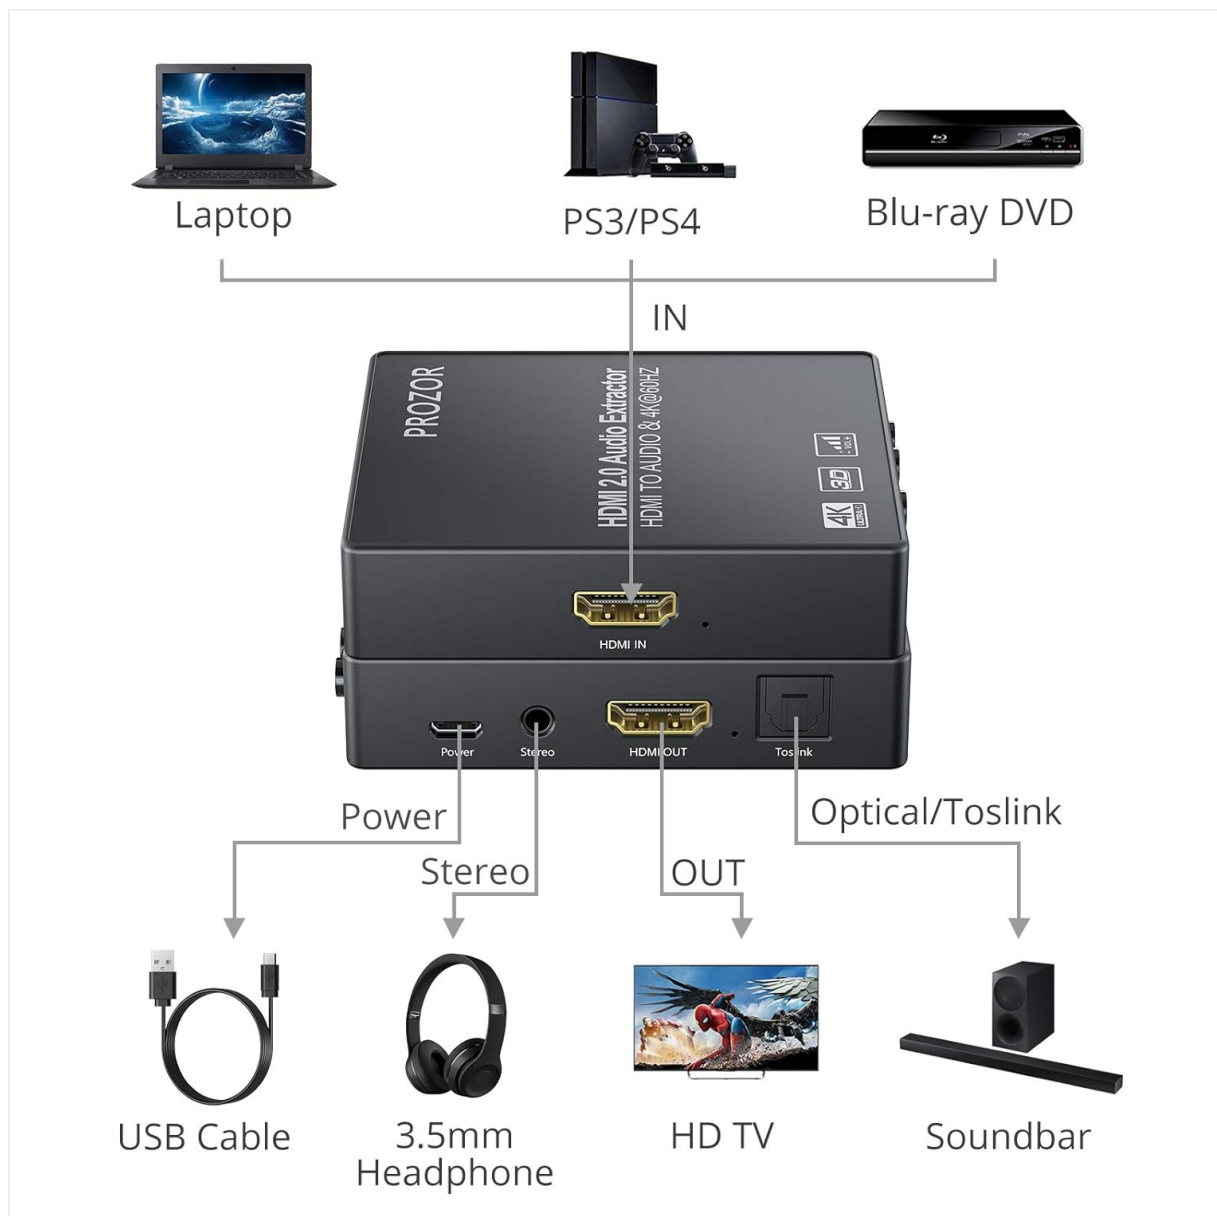 Laptop
PS3/PS4
Blu-ray DVD
IN
PROZOR
HDMI 2.0 Audio Extractor
HDMI TO AUDIO & 4K@60HZ
- VOL +
3D
4K
HDMI IN
Power
Stereo
HDMI OUT
Toslink
Power
Stereo
OUT
Optical/Toslink
USB Cable
3.5mm
Headphone
HD TV
Soundbar